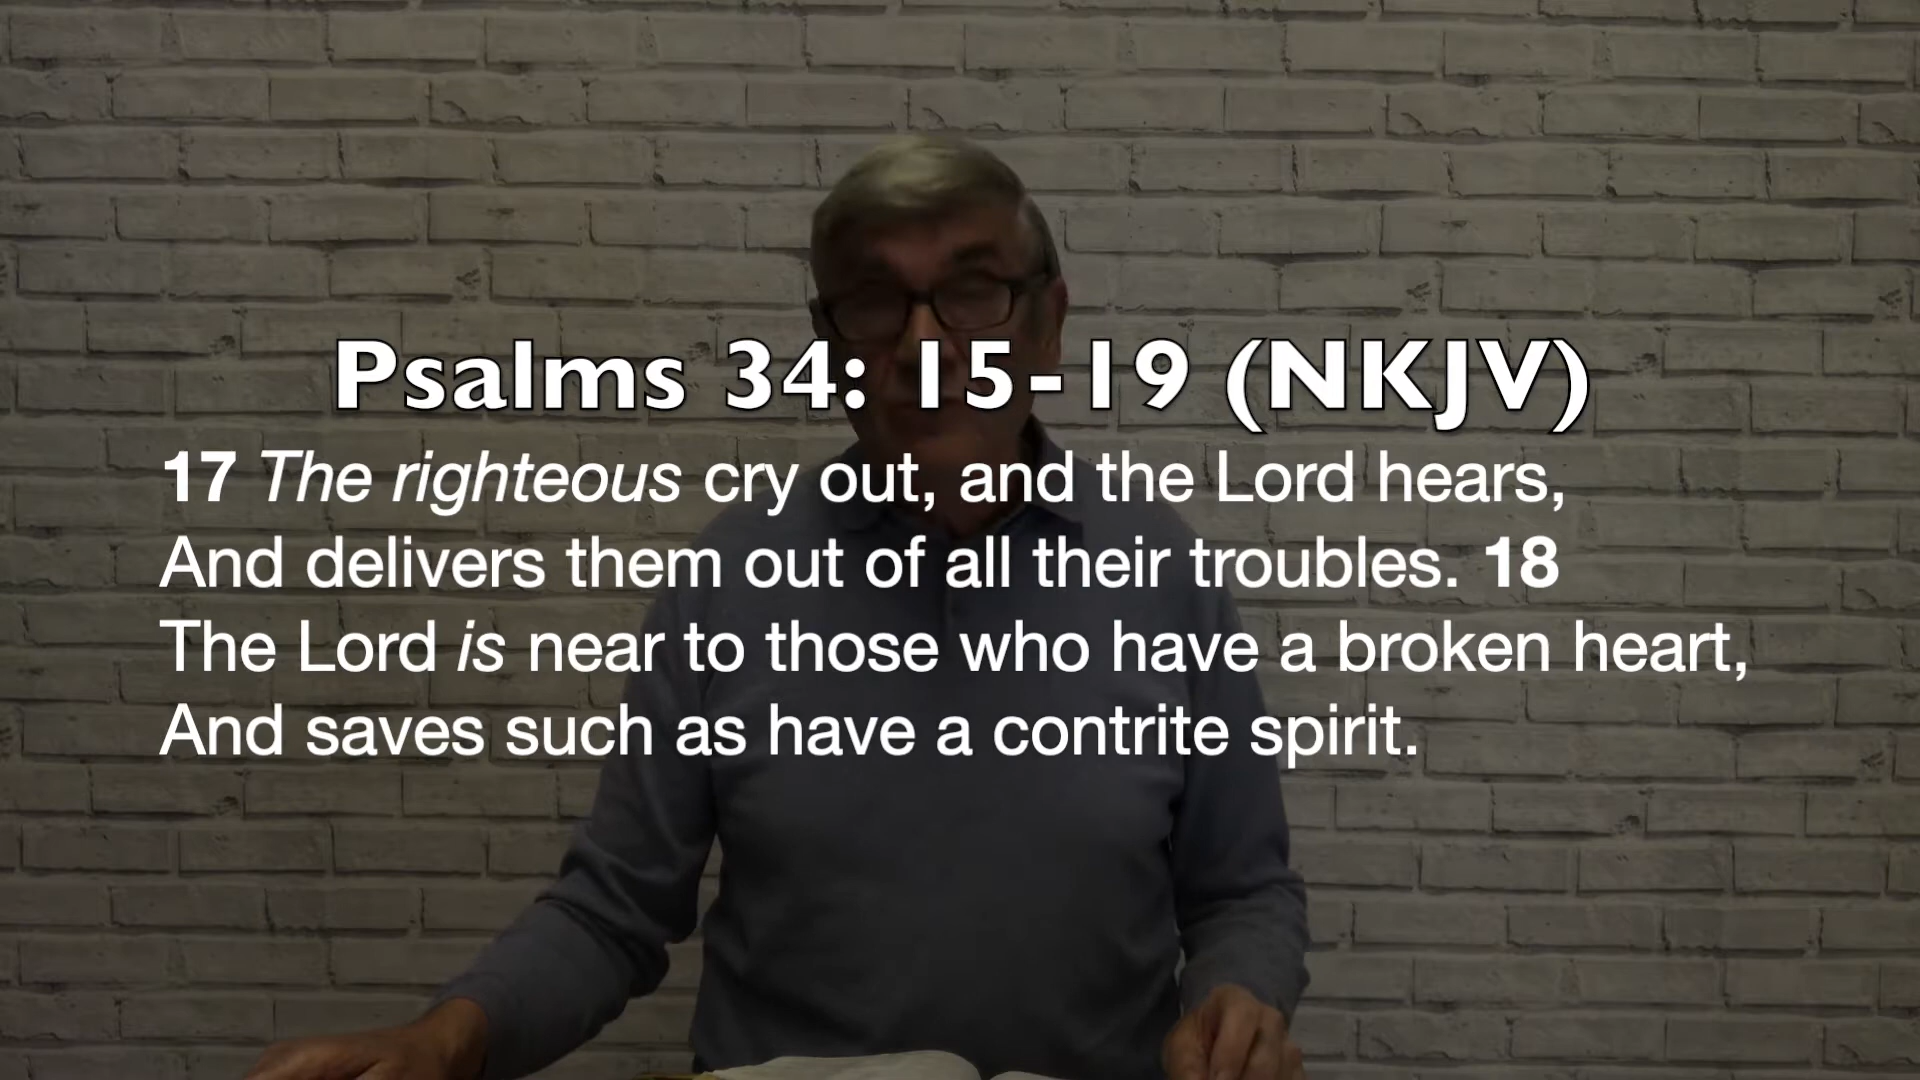 Psalms 34: 15-19 (NKJV)
17 The righteous cry out, and the Lord hears,
And delivers them out of all their troubles. 18
The Lord is near to those who have a broken heart,
And saves such as have a contrite spirit.